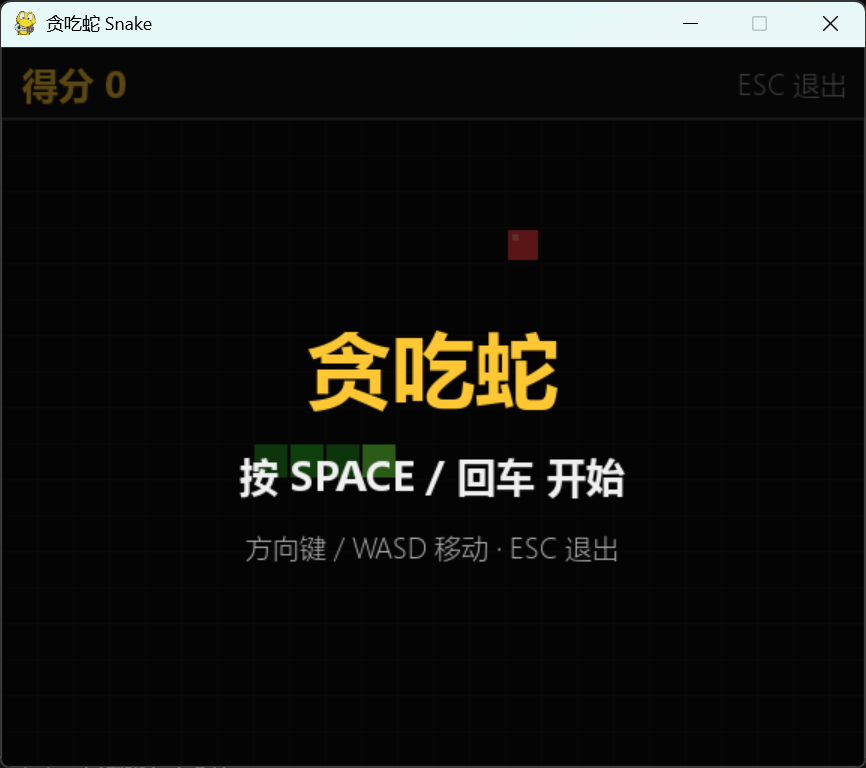 贪吃蛇 Snake
得分 0
ESC 退出
贪吃蛇
按 SPACE / 回车 开始
方向键 / WASD 移动 · ESC 退出